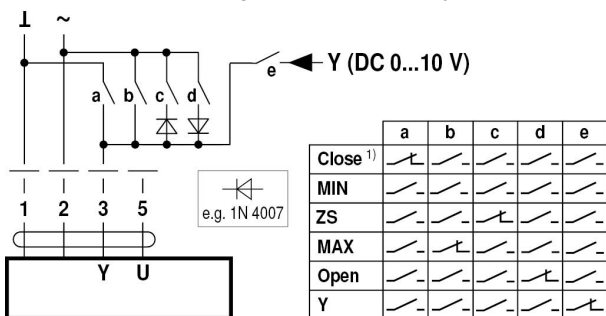 ⊥ ~
Y (DC 0...10 V)
a b c d e
1 2 3 5
Y U
e.g. 1N 4007
a b c d e
Close 1)
MIN
ZS
MAX
Open
Y